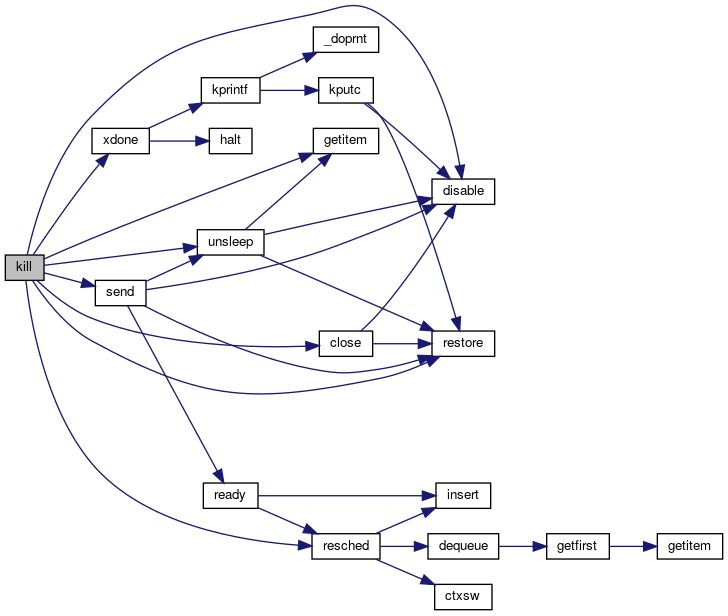 _doprnt
kprintf
kputc
xdone
halt
getitem
disable
unsleep
kill
send
close
restore
ready
insert
resched
dequeue
getfirst
getitem
ctxsw